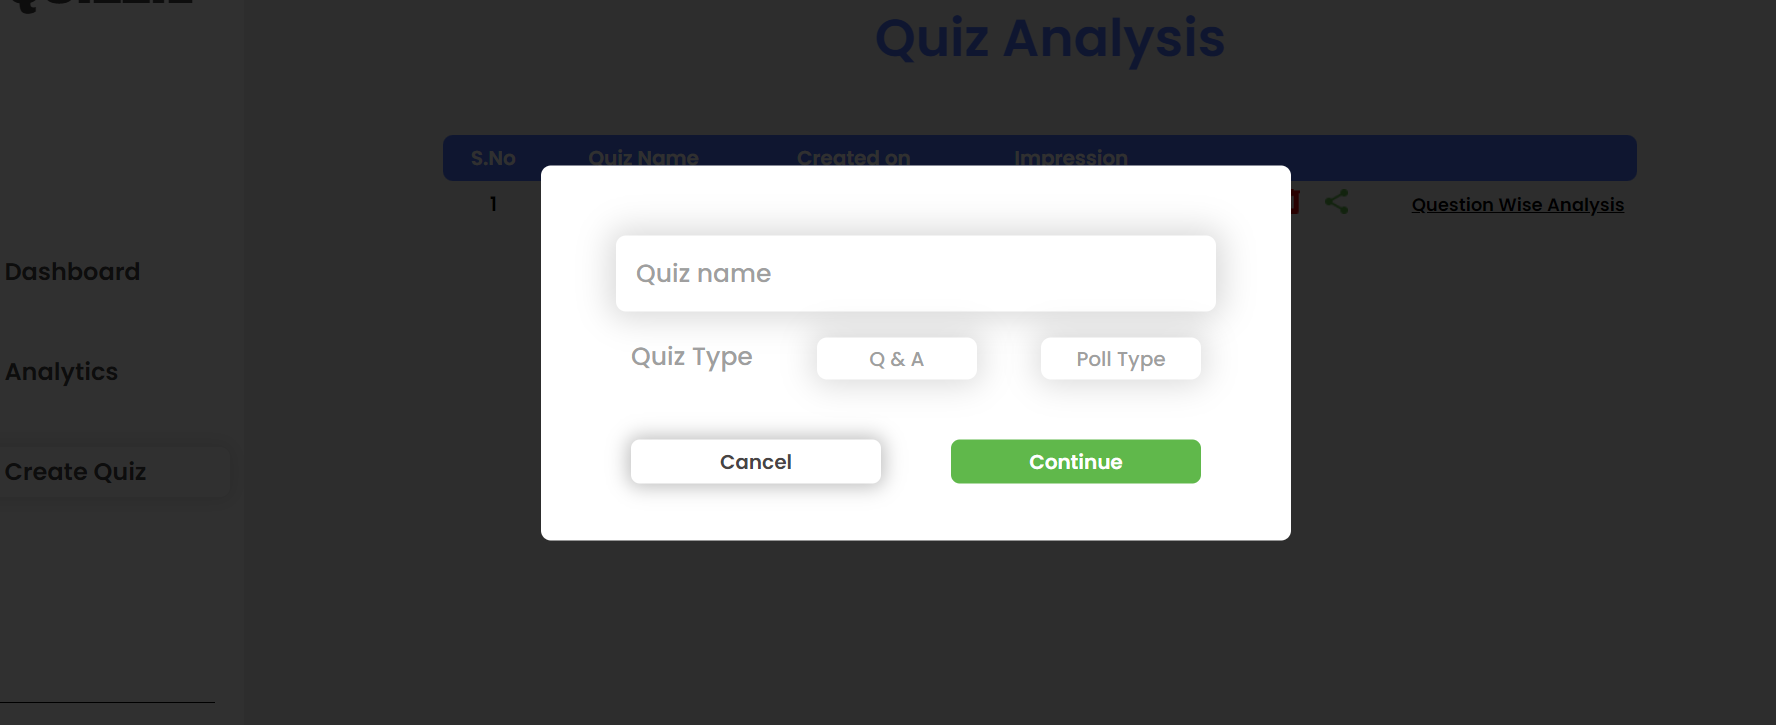 Quiz Analysis
S.No Quiz Name Created on Impression
1 Question Wise Analysis
Dashboard
Analytics
Create Quiz
Quiz name
Quiz Type Q & A Poll Type
Cancel Continue